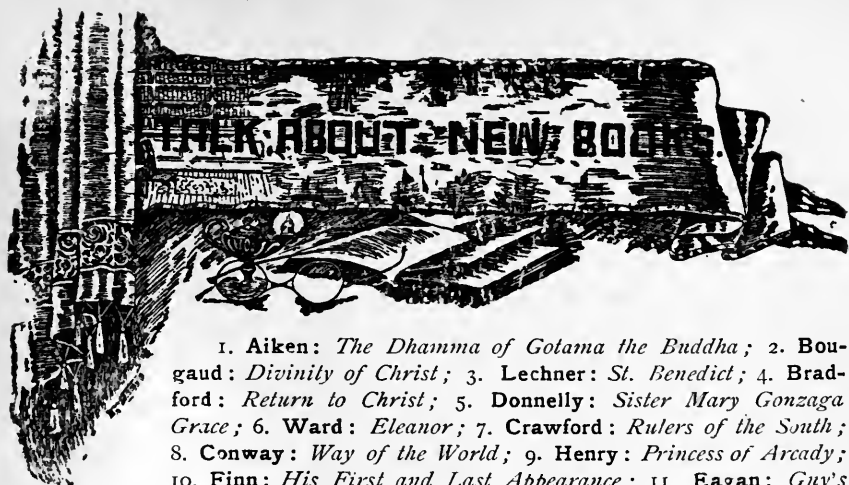 TALK ABOUT NEW BOOKS.
1. Aiken: The Dhamma of Gotama the Buddha; 2. Bou-
gaud: Divinity of Christ; 3. Lechner: St. Benedict; 4. Brad-
ford: Return to Christ; 5. Donnelly: Sister Mary Gonzaga
Grace; 6. Ward: Eleanor; 7. Crawford: Rulers of the South;
8. Conway: Way of the World; 9. Henry: Princess of Arcady;
10. Finn: His First and Last Appearance; 11. Eagan: Guy's